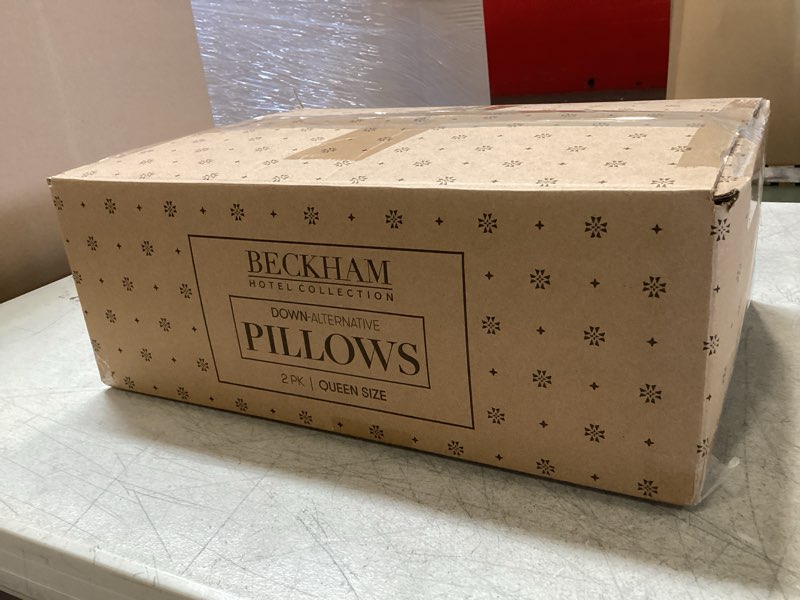 BECKHAM
HOTEL COLLECTION
DOWN-ALTERNATIVE
PILLOWS
2 PK. | QUEEN SIZE